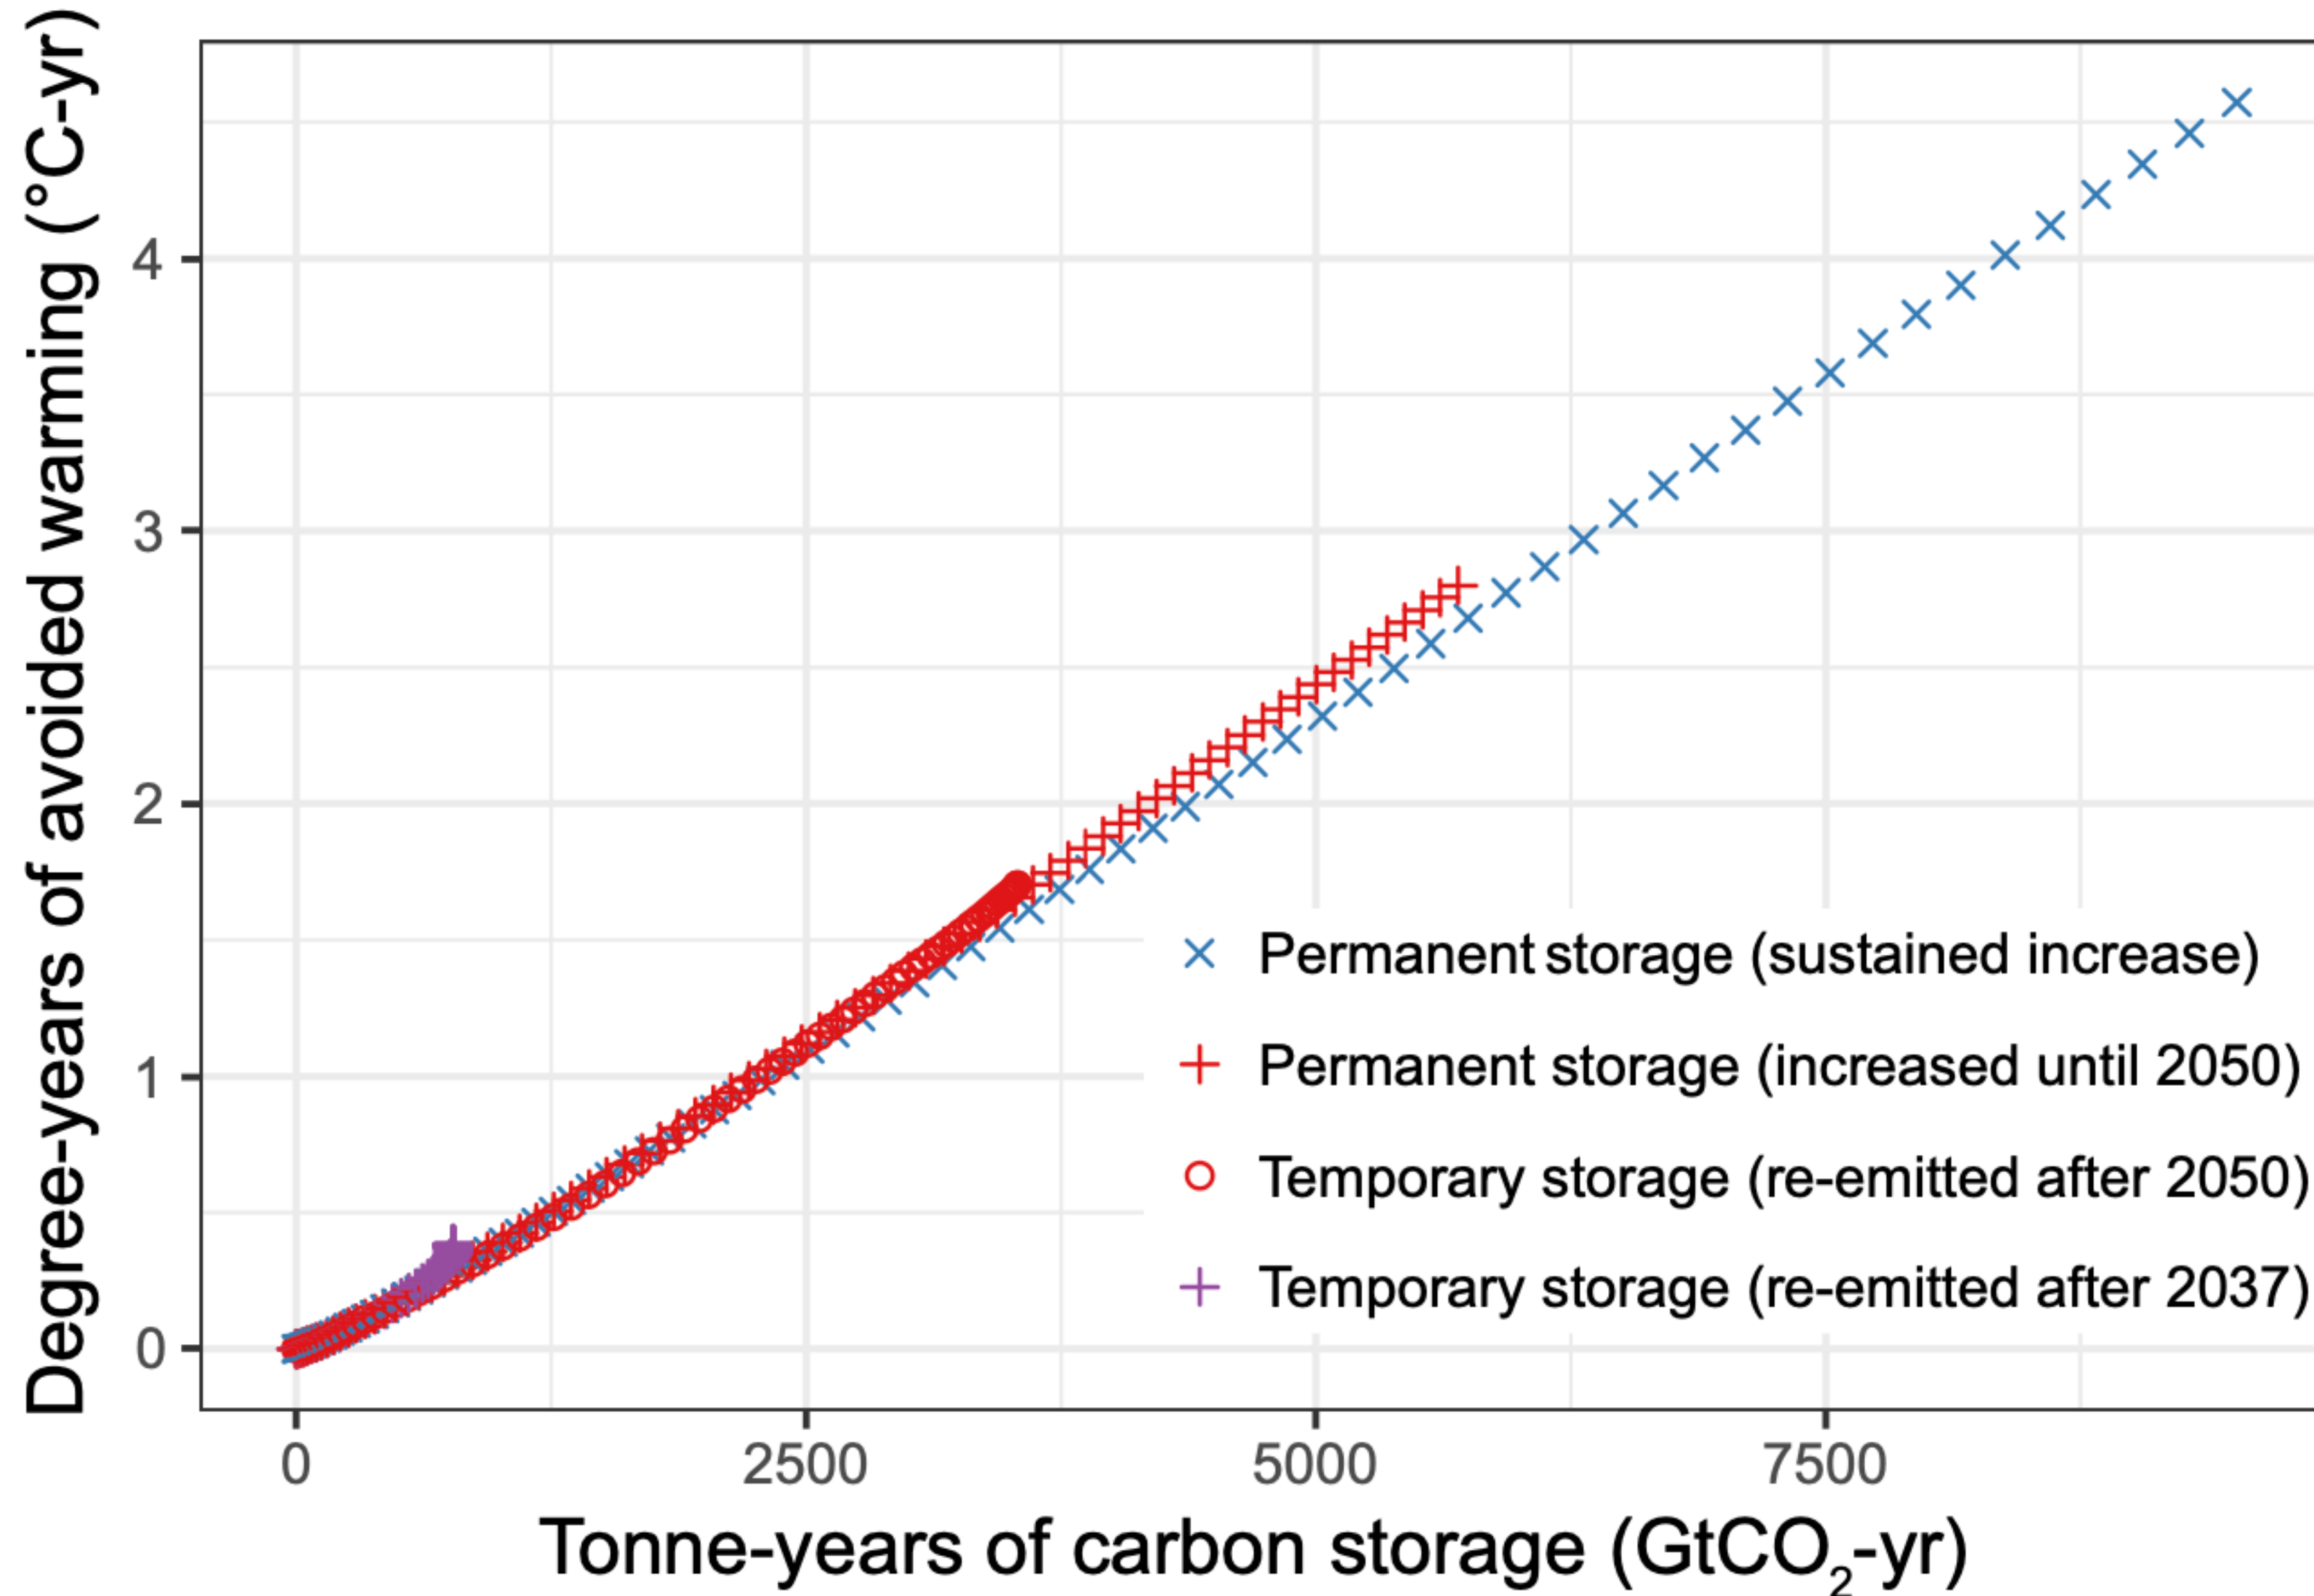 Degree-years of avoided warming (°C-yr)
4
3
2
1
0
Permanent storage (sustained increase)
Permanent storage (increased until 2050)
Temporary storage (re-emitted after 2050)
Temporary storage (re-emitted after 2037)
0 2500 5000 7500
Tonne-years of carbon storage (GtCO₂-yr)